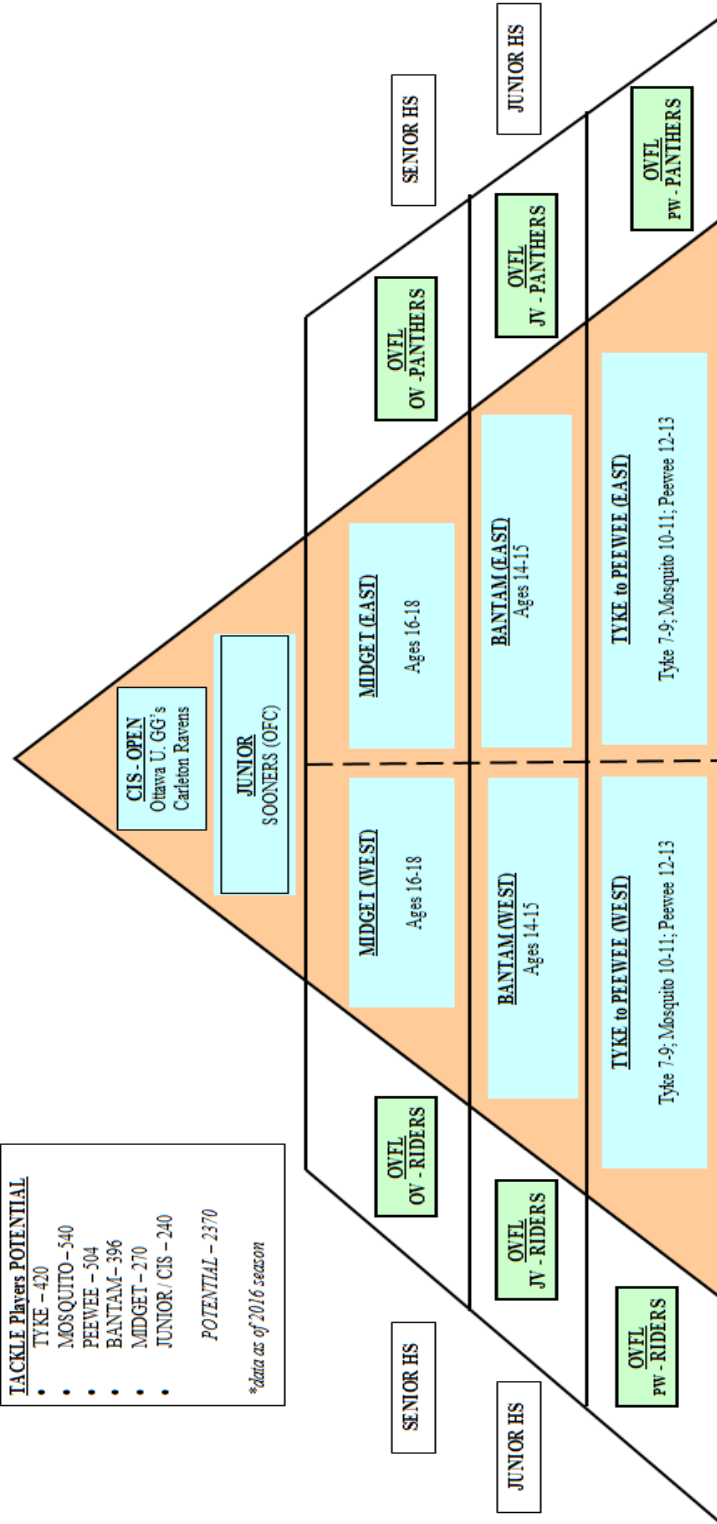 TACKLE Players POTENTIAL
• TYKE – 420
• MOSQUITO – 540
• PEEWEE – 504
• BANTAM – 396
• MIDGET – 270
• JUNIOR / CIS – 240
POTENTIAL – 2370
*data as of 2016 season
CIS - OPEN
Ottawa U. GG's
Carleton Ravens
JUNIOR
SOONERS (OFC)
SENIOR HS
OVFL
OV - RIDERS
MIDGET (WEST)
Ages 16-18
MIDGET (EAST)
Ages 16-18
OVFL
OV -PANTHERS
SENIOR HS
JUNIOR HS
OVFL
JV - RIDERS
BANTAM (WEST)
Ages 14-15
BANTAM (EAST)
Ages 14-15
OVFL
JV - PANTHERS
JUNIOR HS
OVFL
PW - RIDERS
TYKE to PEEWEE (WEST)
Tyke 7-9; Mosquito 10-11; Peewee 12-13
TYKE to PEEWEE (EAST)
Tyke 7-9; Mosquito 10-11; Peewee 12-13
OVFL
PW - PANTHERS